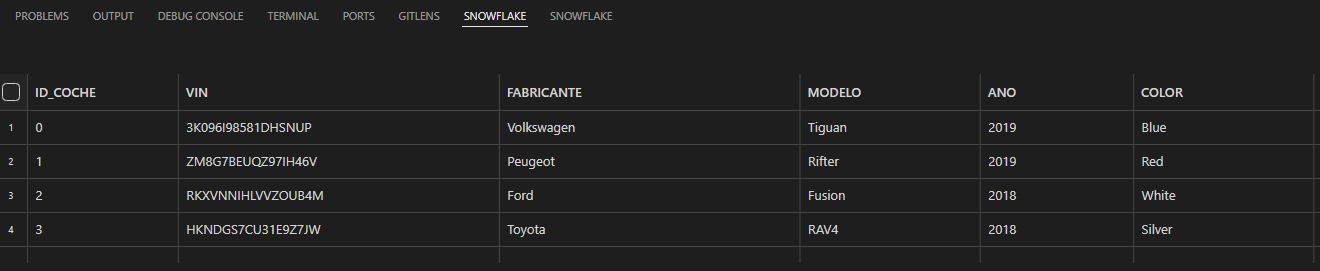 PROBLEMS OUTPUT DEBUG CONSOLE TERMINAL PORTS GITLENS SNOWFLAKE SNOWFLAKE
ID_COCHE VIN FABRICANTE MODELO ANO COLOR
1 0 3K096I98581DHSNUP Volkswagen Tiguan 2019 Blue
2 1 ZM8G7BEUQZ97IH46V Peugeot Rifter 2019 Red
3 2 RKXVNNIHLVVZOUB4M Ford Fusion 2018 White
4 3 HKNDGS7CU31E9Z7JW Toyota RAV4 2018 Silver